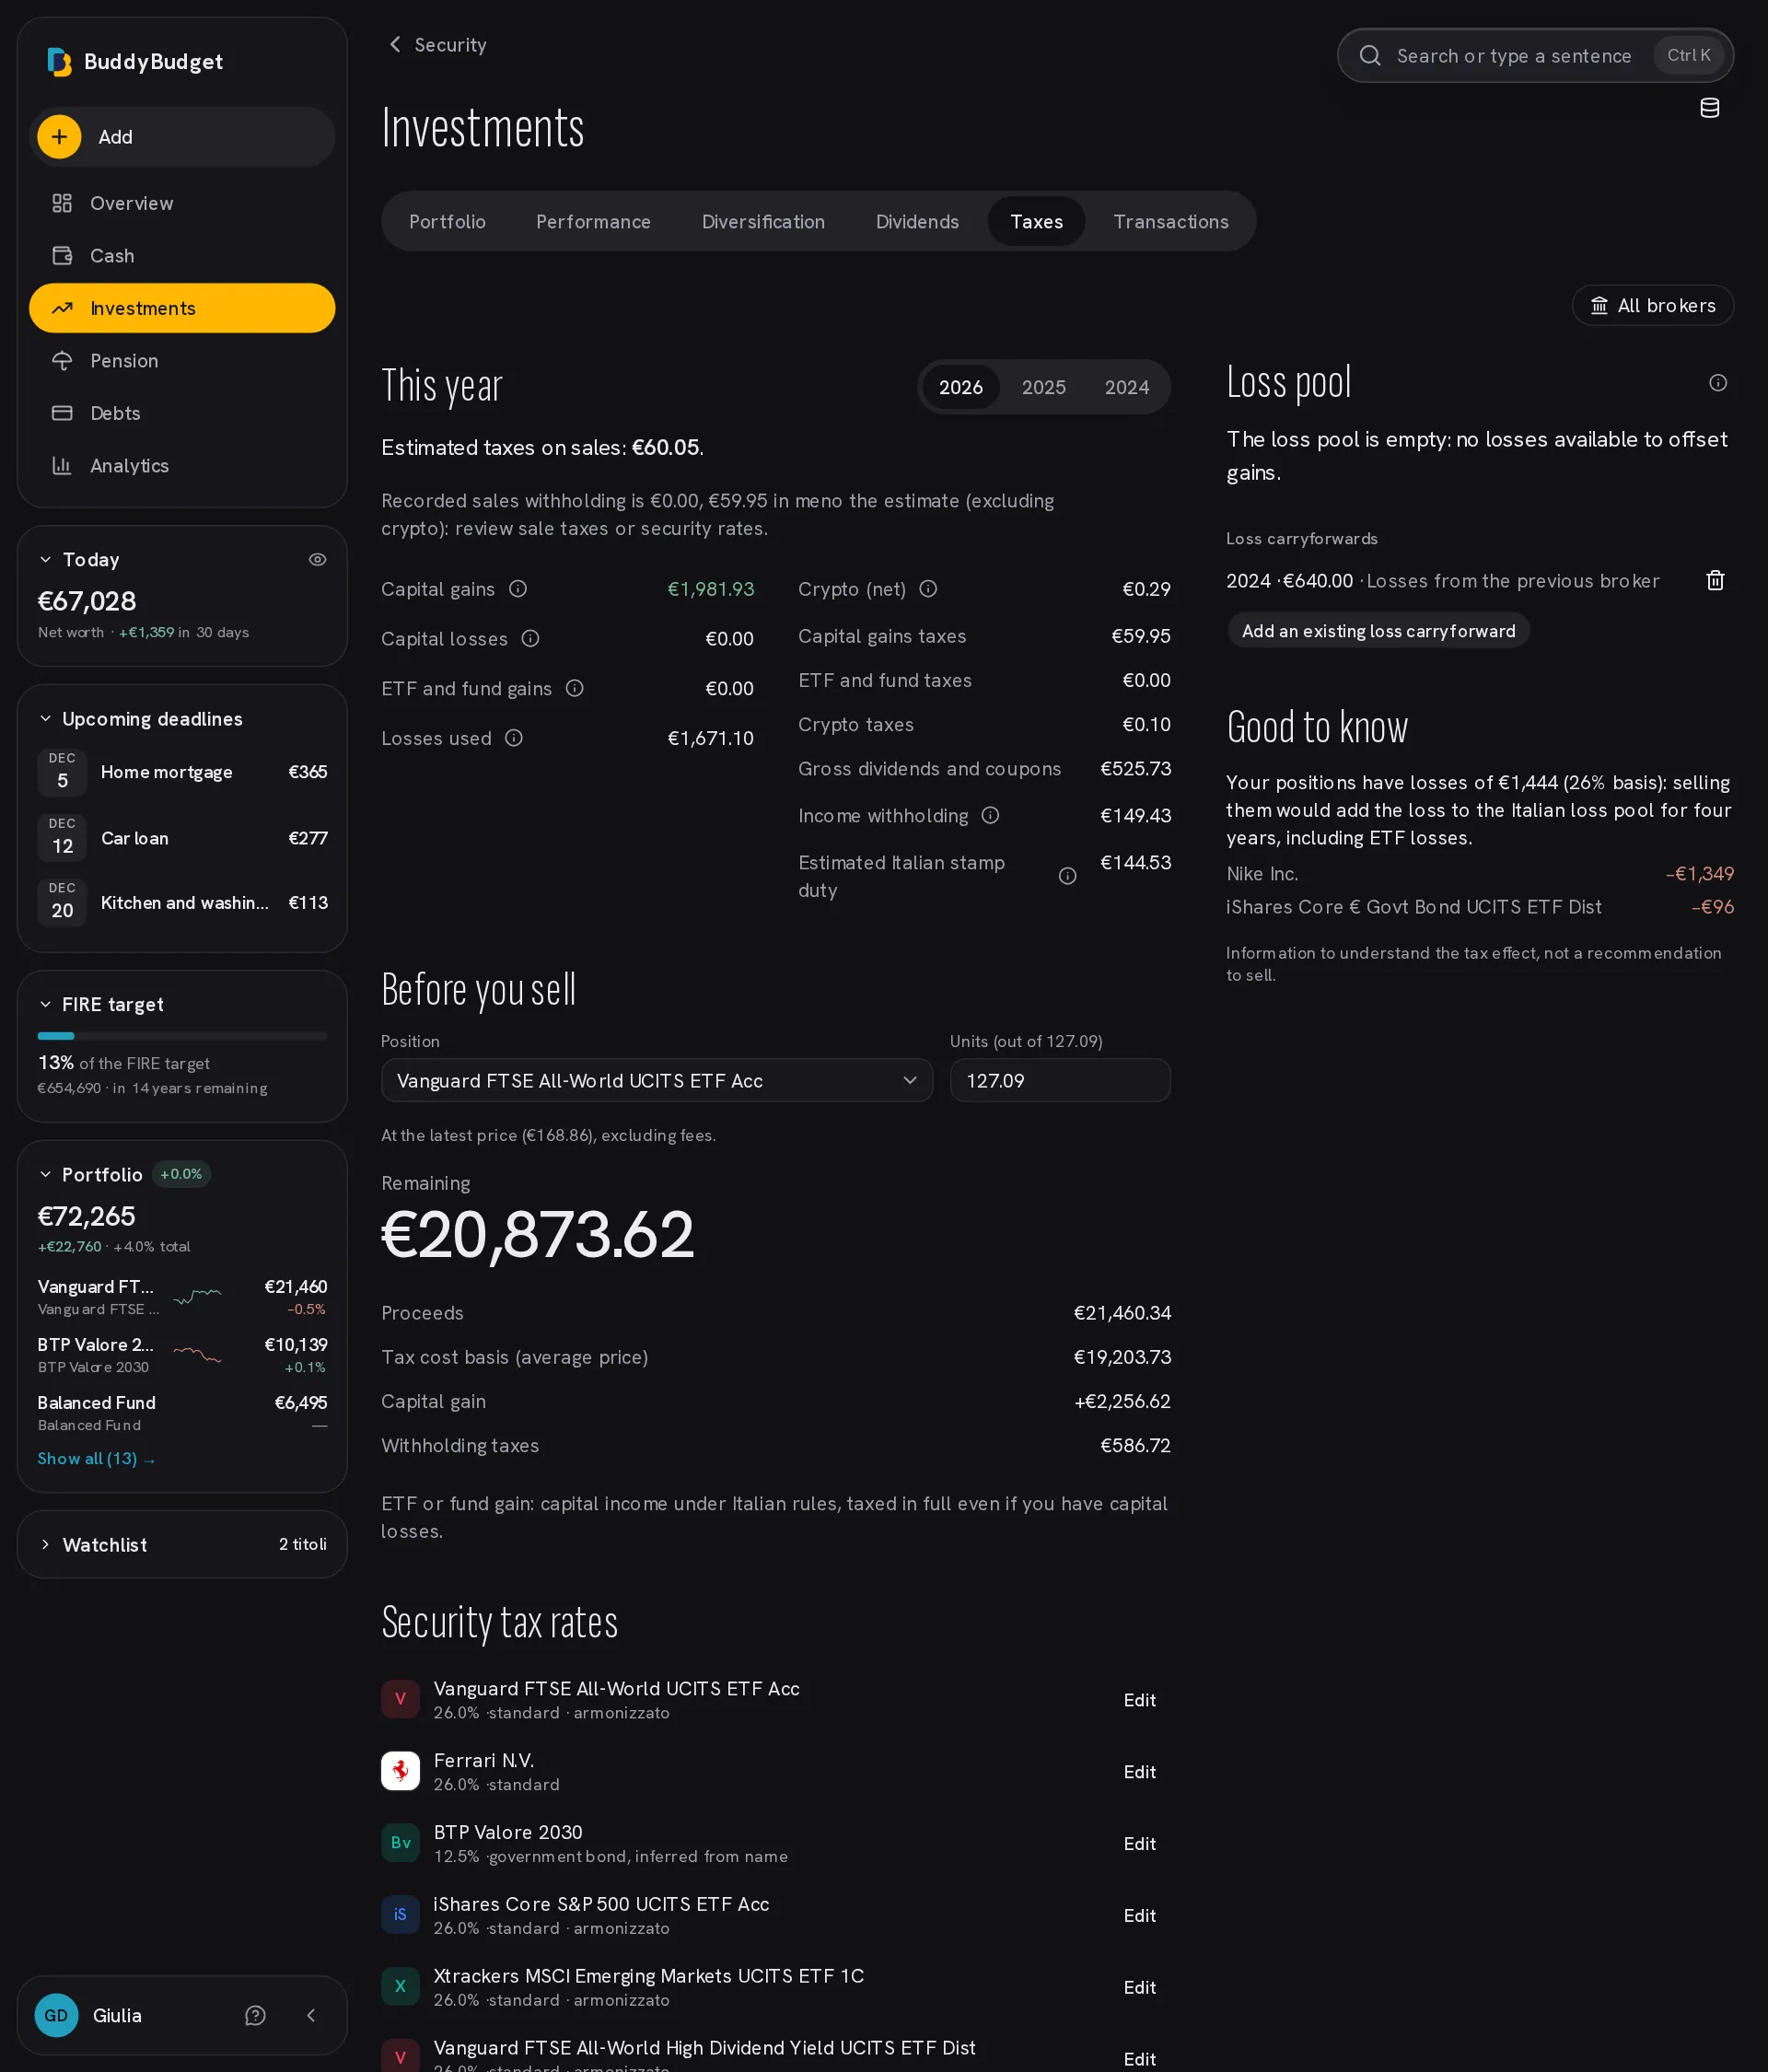 BuddyBudget
Add
Overview
Cash
Investments
Pension
Debts
Analytics
Today
€67,028
Net worth · +€1,359 in 30 days
Upcoming deadlines
DEC
5
Home mortgage
€365
DEC
12
Car loan
€277
DEC
20
Kitchen and washin...
€113
FIRE target
13% of the FIRE target
€654,690 · in 14 years remaining
Portfolio
+0.0%
€72,265
+€22,760 · +4.0% total
Vanguard FT...
€21,460
Vanguard FTSE ...
-0.5%
BTP Valore 2...
€10,139
BTP Valore 2030
+0.1%
Balanced Fund
€6,495
Balanced Fund
—
Show all (13) →
Watchlist
2 titoli
GD
Giulia
Security
Search or type a sentence
Ctrl K
Investments
Portfolio
Performance
Diversification
Dividends
Taxes
Transactions
All brokers
This year
2026
2025
2024
Estimated taxes on sales: €60.05.
Recorded sales withholding is €0.00, €59.95 in meno the estimate (excluding
crypto): review sale taxes or security rates.
Capital gains
€1,981.93
Capital losses
€0.00
ETF and fund gains
€0.00
Losses used
€1,671.10
Crypto (net)
€0.29
Capital gains taxes
€59.95
ETF and fund taxes
€0.00
Crypto taxes
€0.10
Gross dividends and coupons
€525.73
Income withholding
€149.43
Estimated Italian stamp
duty
€144.53
Loss pool
The loss pool is empty: no losses available to offset
gains.
Loss carryforwards
2024 · €640.00 · Losses from the previous broker
Add an existing loss carryforward
Good to know
Your positions have losses of €1,444 (26% basis): selling
them would add the loss to the Italian loss pool for four
years, including ETF losses.
Nike Inc.
-€1,349
iShares Core € Govt Bond UCITS ETF Dist
-€96
Information to understand the tax effect, not a recommendation
to sell.
Before you sell
Position
Units (out of 127.09)
Vanguard FTSE All-World UCITS ETF Acc
127.09
At the latest price (€168.86), excluding fees.
Remaining
€20,873.62
Proceeds
€21,460.34
Tax cost basis (average price)
€19,203.73
Capital gain
+€2,256.62
Withholding taxes
€586.72
ETF or fund gain: capital income under Italian rules, taxed in full even if you have capital
losses.
Security tax rates
V
Vanguard FTSE All-World UCITS ETF Acc
26.0% · standard · armonizzato
Edit
Ferrari N.V.
26.0% · standard
Edit
Bv
BTP Valore 2030
12.5% · government bond, inferred from name
Edit
iS
iShares Core S&P 500 UCITS ETF Acc
26.0% · standard · armonizzato
Edit
X
Xtrackers MSCI Emerging Markets UCITS ETF 1C
26.0% · standard · armonizzato
Edit
V
Vanguard FTSE All-World High Dividend Yield UCITS ETF Dist
26.0% · standard · armonizzato
Edit